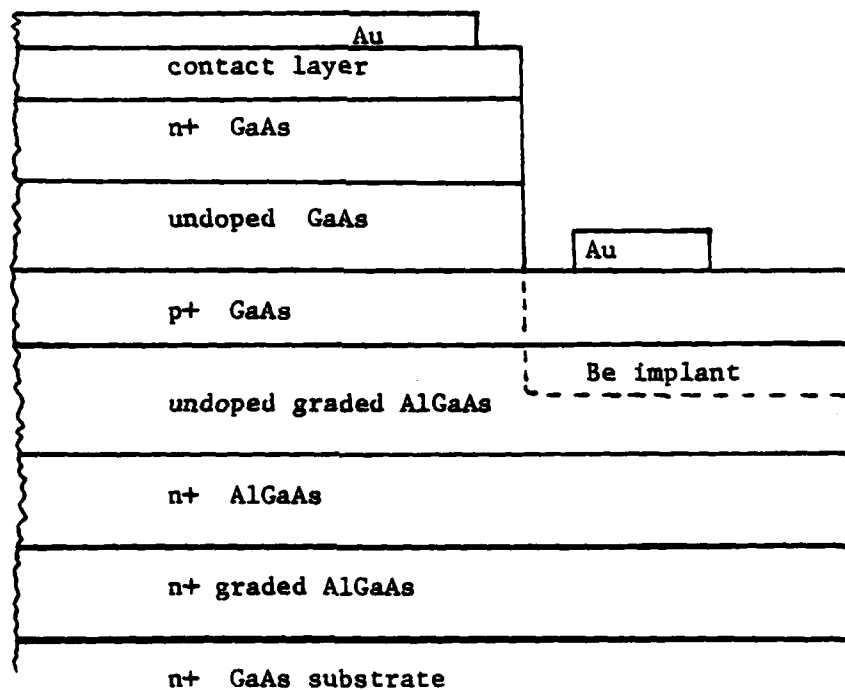 Au
contact layer
n+ GaAs
undoped GaAs
Au
p+ GaAs
Be implant
undoped graded AlGaAs
n+ AlGaAs
n+ graded AlGaAs
n+ GaAs substrate